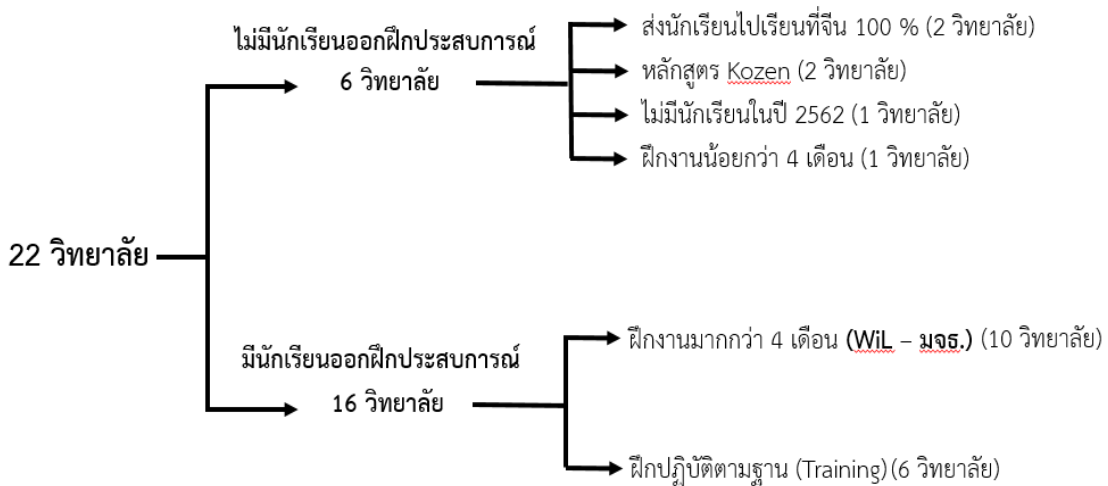 ไม่มีนักเรียนออกฝึกประสบการณ์
6 วิทยาลัย
ส่งนักเรียนไปเรียนที่จีน 100 % (2 วิทยาลัย)
หลักสูตร Kozen (2 วิทยาลัย)
ไม่มีนักเรียนในปี 2562 (1 วิทยาลัย)
ฝึกงานน้อยกว่า 4 เดือน (1 วิทยาลัย)
22 วิทยาลัย
มีนักเรียนออกฝึกประสบการณ์
16 วิทยาลัย
ฝึกงานมากกว่า 4 เดือน (WiL – มจธ.) (10 วิทยาลัย)
ฝึกปฏิบัติตามฐาน (Training) (6 วิทยาลัย)